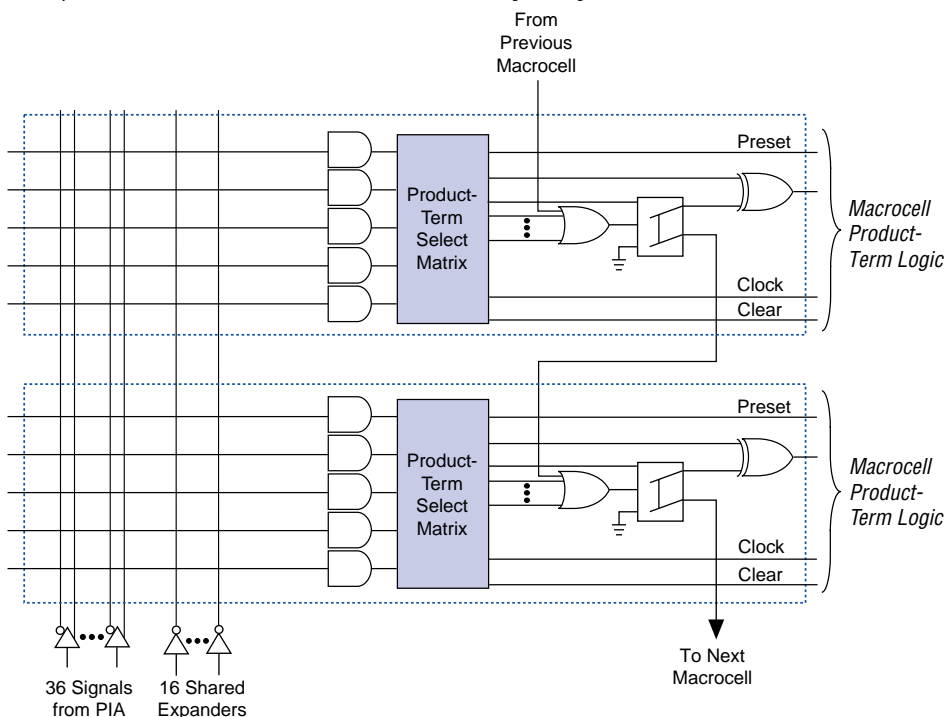 From
Previous
Macrocell
Preset
Product-
Term
Select
Matrix
Macrocell
Product-
Term Logic
Clock
Clear
Preset
Product-
Term
Select
Matrix
Macrocell
Product-
Term Logic
Clock
Clear
To Next
Macrocell
36 Signals
from PIA
16 Shared
Expanders